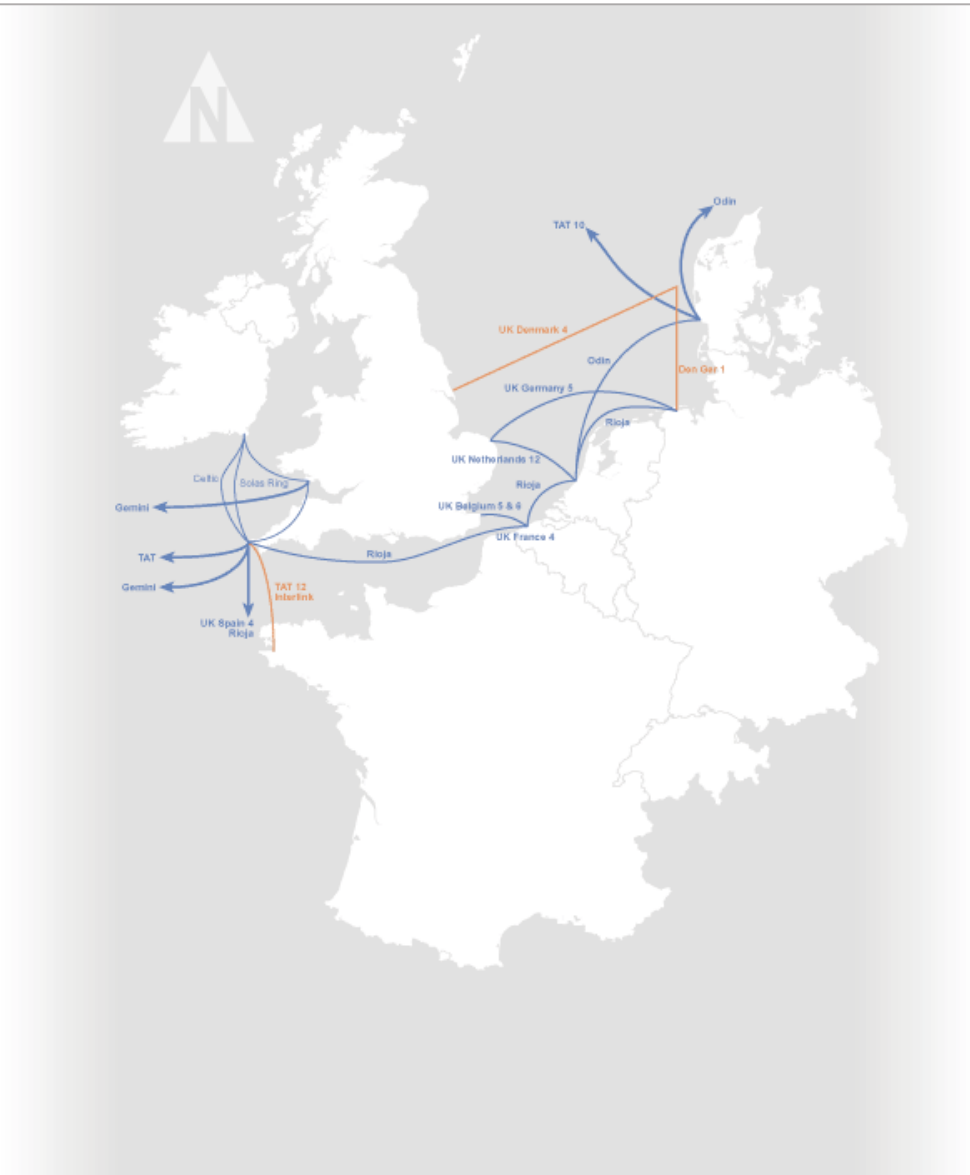 N
Odin
TAT 10
UK Denmark 4
Odin
Den Ger 1
UK Germany 5
Rioja
UK Netherlands 12
Celtic
Solas Ring
Rioja
Gemini
UK Belgium 5 & 6
UK France 4
Rioja
TAT
Gemini
TAT 12
Interlink
UK Spain 4
Rioja